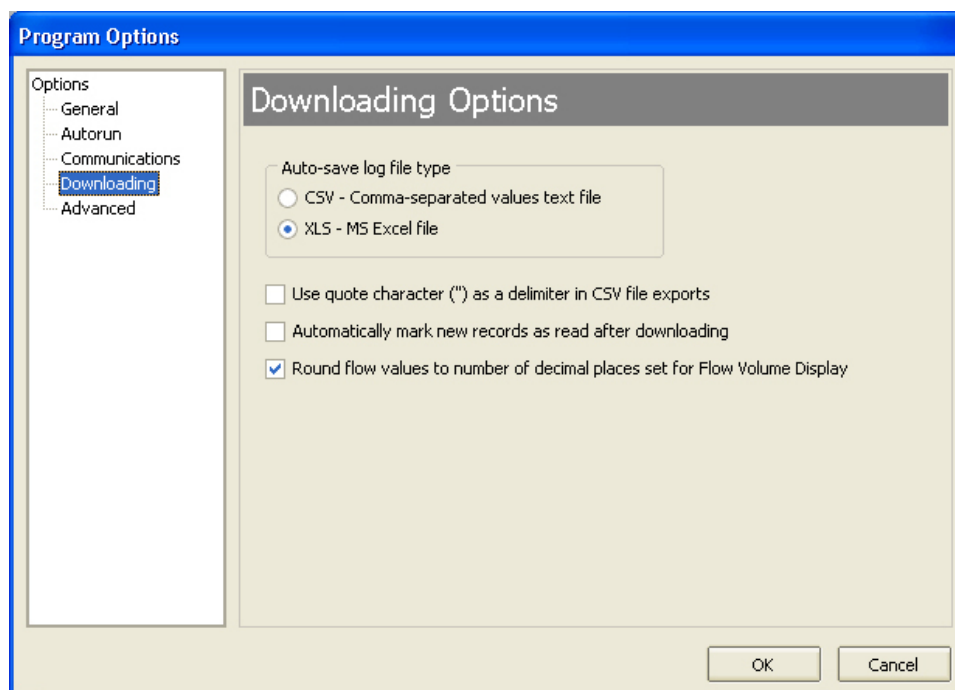 Program Options
Options
General
Autorun
Communications
Downloading
Advanced
Downloading Options
Auto-save log file type
CSV - Comma-separated values text file
XLS - MS Excel file
Use quote character (") as a delimiter in CSV file exports
Automatically mark new records as read after downloading
Round flow values to number of decimal places set for Flow Volume Display
OK
Cancel